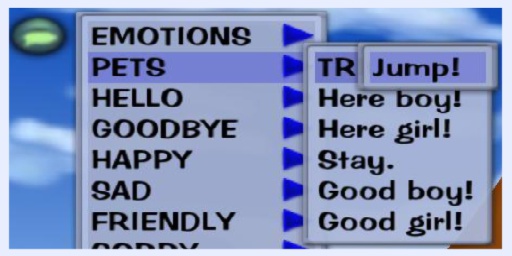 EMOTIONS
PETS
HELLO
GOODBYE
HAPPY
SAD
FRIENDLY
TR
Here boy!
Here girl!
Stay.
Good boy!
Good girl!
Jump!